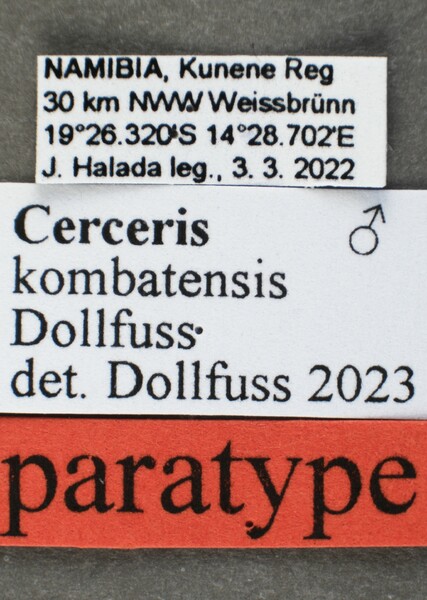 NAMIBIA, Kunene Reg
30 km NWW Weissbrünn
19°26.320'S 14°28.702'E
J. Halada leg., 3. 3. 2022
Cerceris ♂
kombatensis
Dollfuss
det. Dollfuss 2023
paratype